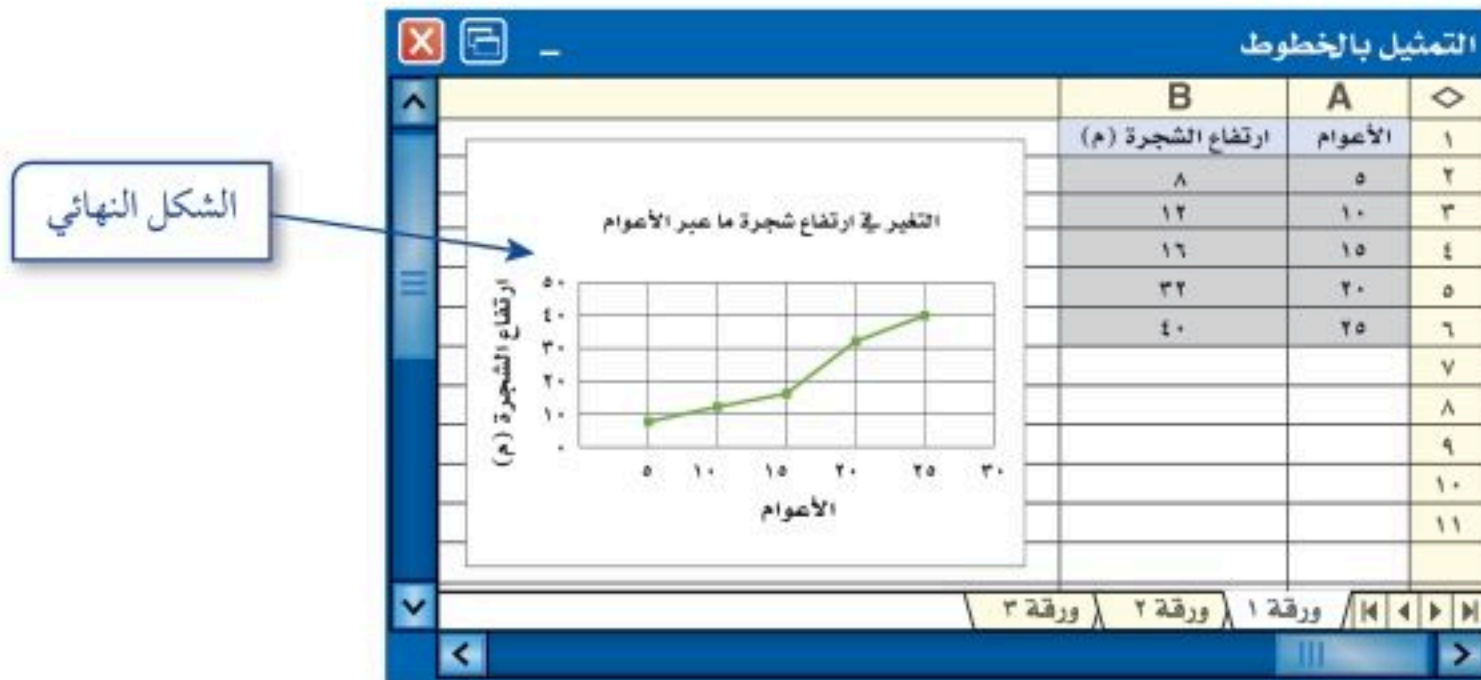 التمثيل بالخطوط
A B
١ الأعوام ارتفاع الشجرة (م)
٢ ٥ ٨
٣ ١٠ ١٢
٤ ١٥ ١٦
٥ ٢٠ ٣٢
٦ ٢٥ ٤٠
٧
٨
٩
١٠
١١
التغير في ارتفاع شجرة ما عبر الأعوام
ارتفاع الشجرة (م)
٥٠
٤٠
٣٠
٢٠
١٠
٠
٥ ١٠ ١٥ ٢٠ ٢٥ ٣٠
الأعوام
الشكل النهائي
ورقة ١ ورقة ٢ ورقة ٣